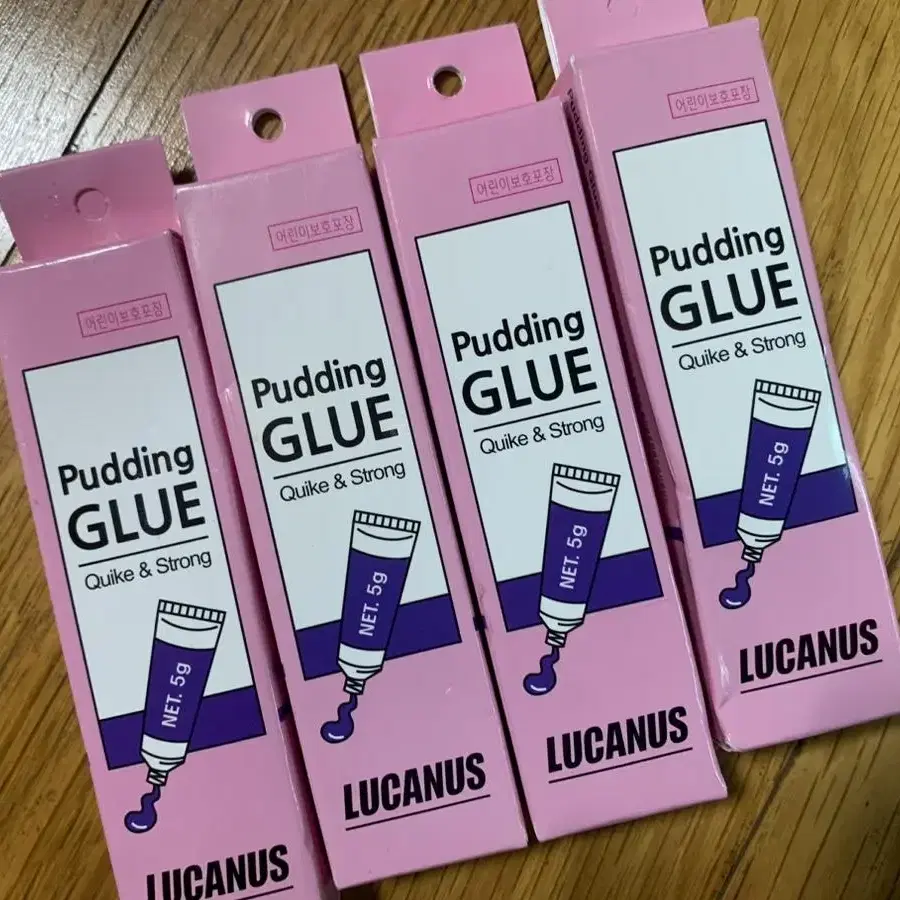 어린이보호포장
Pudding
GLUE
Quike & Strong
NET. 5g
LUCANUS
어린이보호포장
Pudding
GLUE
Quike & Strong
NET. 5g
LUCANUS
어린이보호포장
Pudding
GLUE
Quike & Strong
NET. 5g
LUCANUS
어린이보호포장
Pudding
GLUE
Quike & Strong
NET. 5g
LUCANUS
Pudding Glue